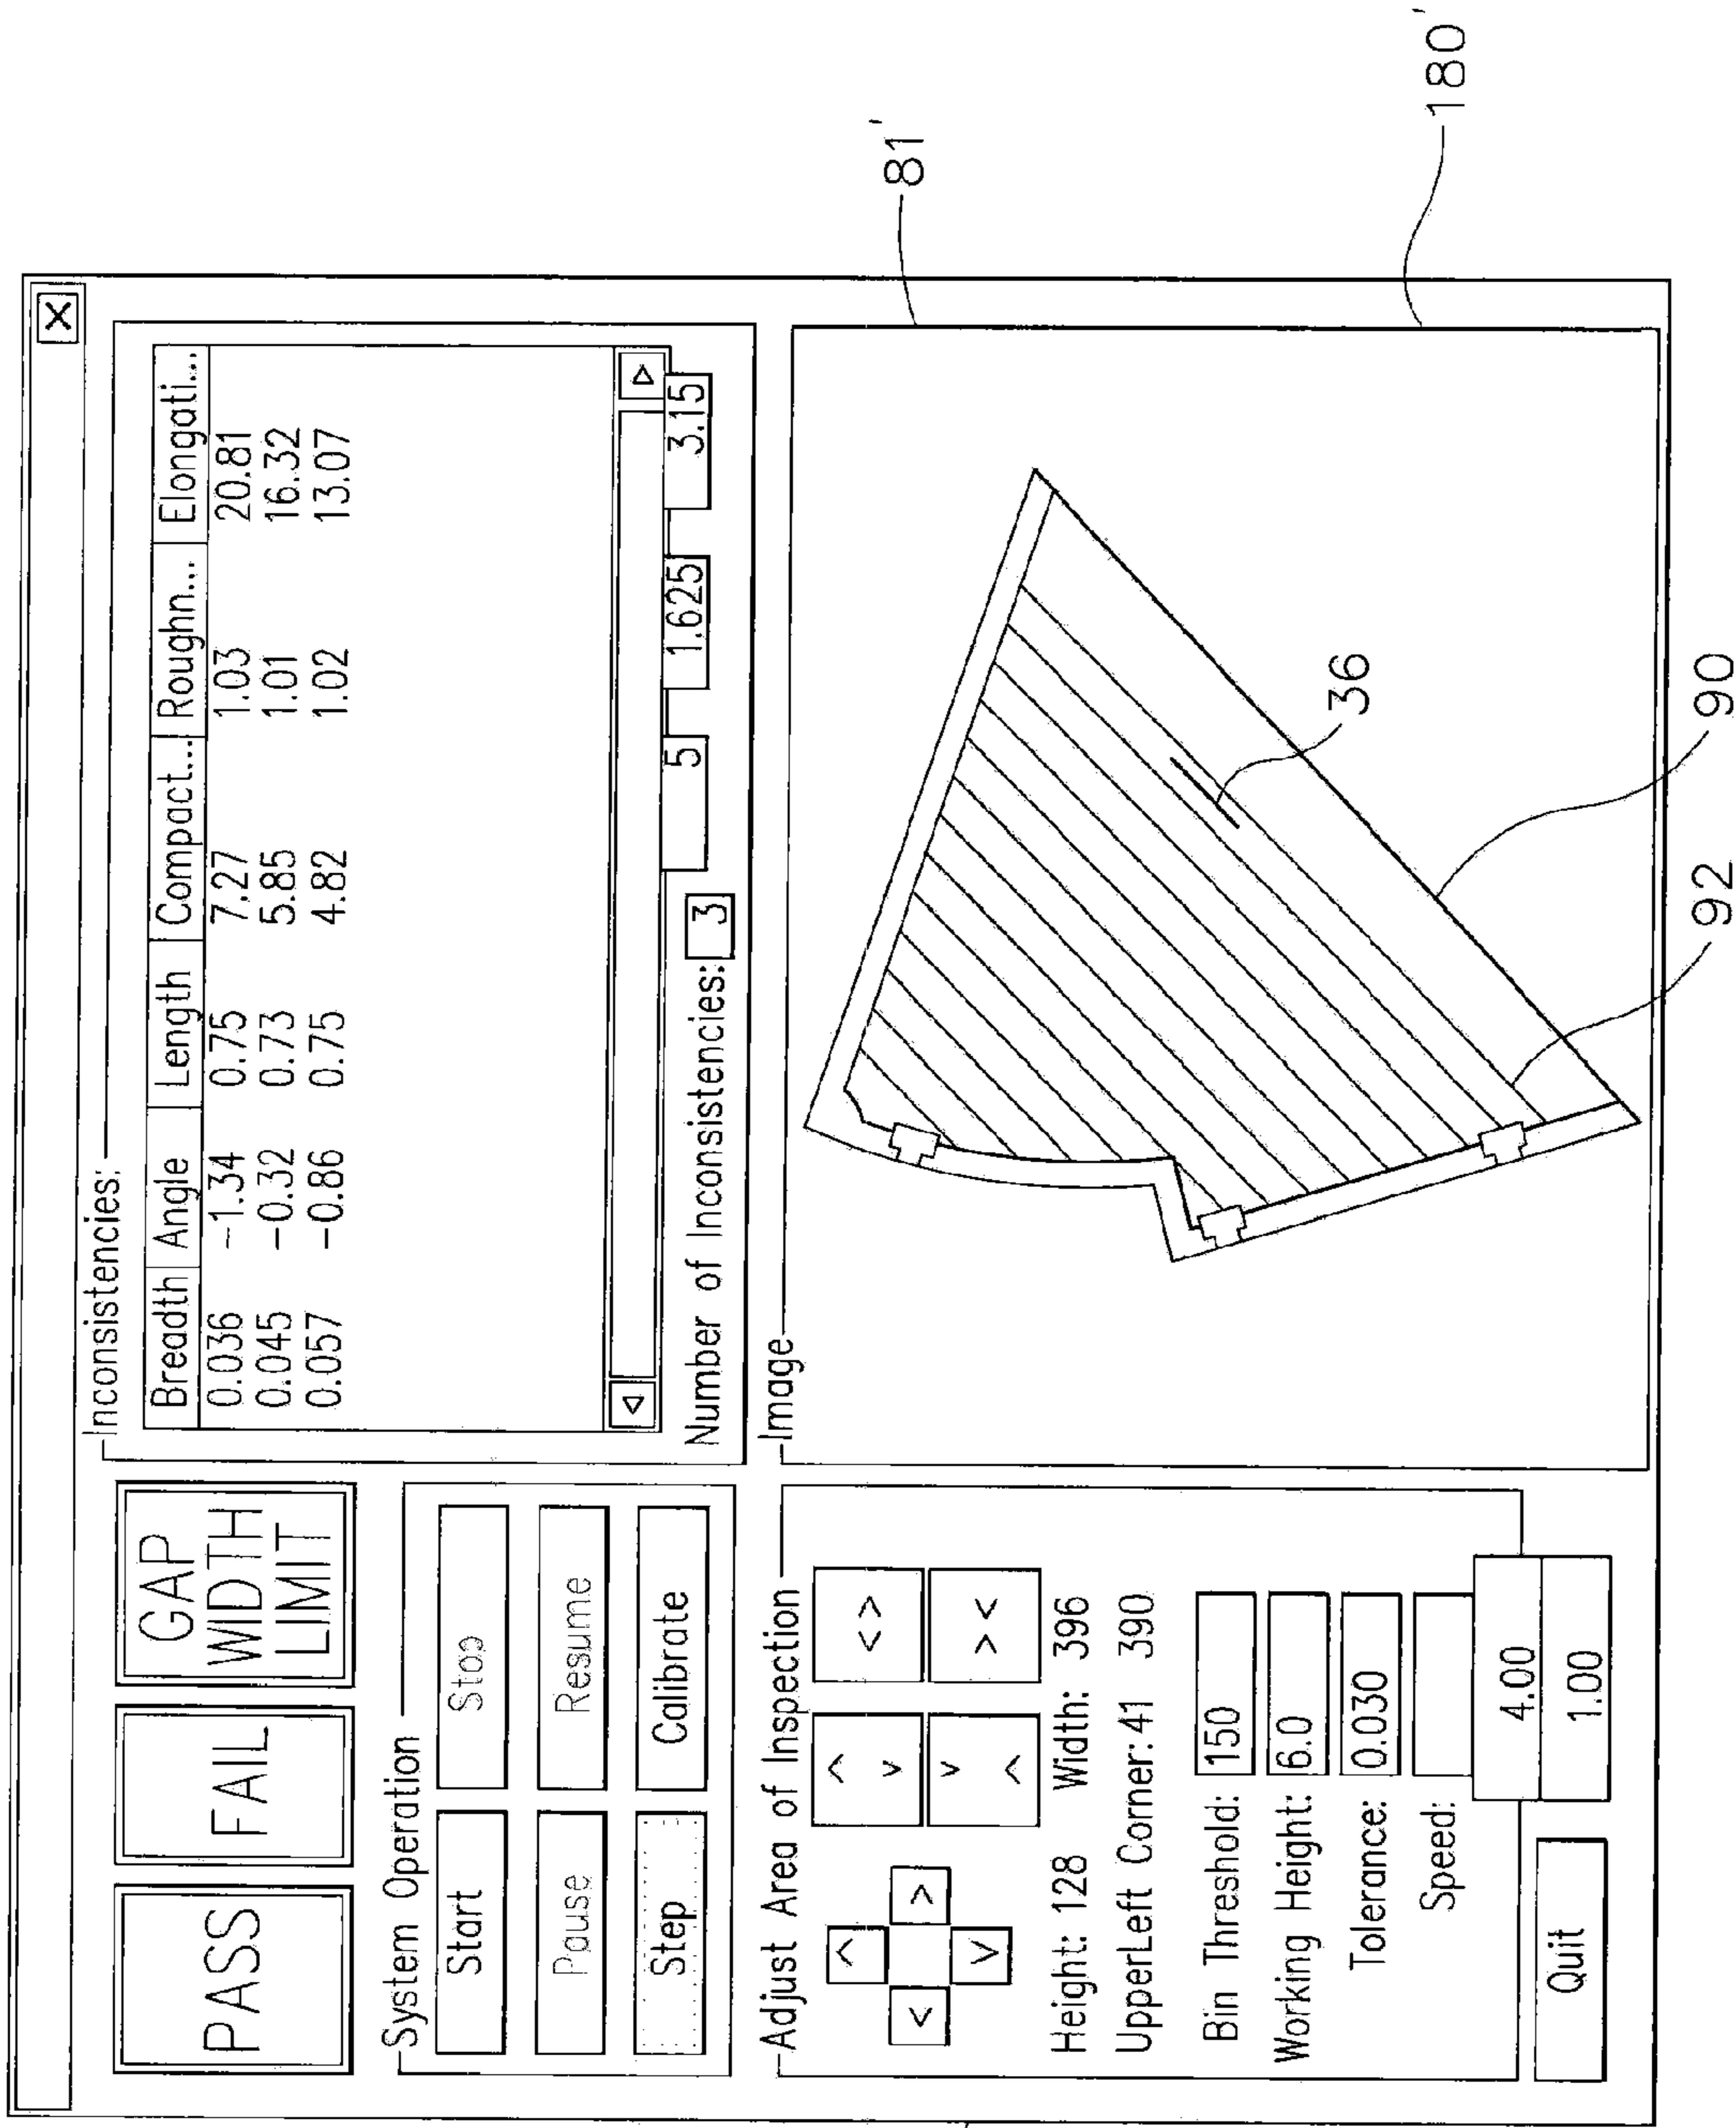 X
PASS
FAIL
GAP
WIDTH
LIMIT
Inconsistencies:
Breadth Angle Length Compact... Roughn... Elongati...
0.036 -1.34 0.75 7.27 1.03 20.81
0.045 -0.32 0.73 5.85 1.01 16.32
0.057 -0.86 0.75 4.82 1.02 13.07
5 1.625 3.15
Number of Inconsistencies: 3
System Operation
Start Stop
Pause Resume
Step Calibrate
Adjust Area of Inspection
^ ^ v < >
< > v ^ > <
v
Height: 128 Width: 396
UpperLeft Corner: 41 390
Bin Threshold: 150
Working Height: 6.0
Tolerance: 0.030
Speed:
4.00
1.00
Quit
Image
81'
180'
36
90
92